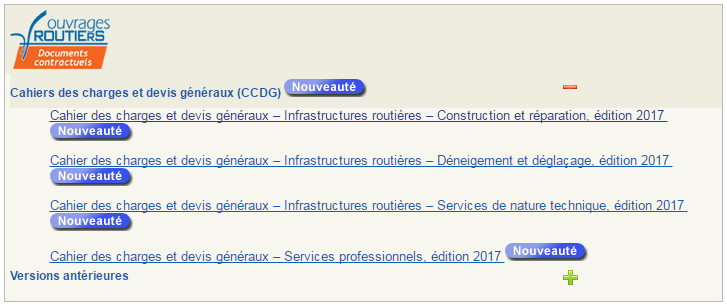 Ouvrages
ROUTIERS
Documents
contractuels
Cahiers des charges et devis généraux (CCDG) Nouveauté
Cahier des charges et devis généraux – Infrastructures routières – Construction et réparation, édition 2017
Nouveauté
Cahier des charges et devis généraux – Infrastructures routières – Déneigement et déglaçage, édition 2017
Nouveauté
Cahier des charges et devis généraux – Infrastructures routières – Services de nature technique, édition 2017
Nouveauté
Cahier des charges et devis généraux – Services professionnels, édition 2017 Nouveauté
Versions antérieures